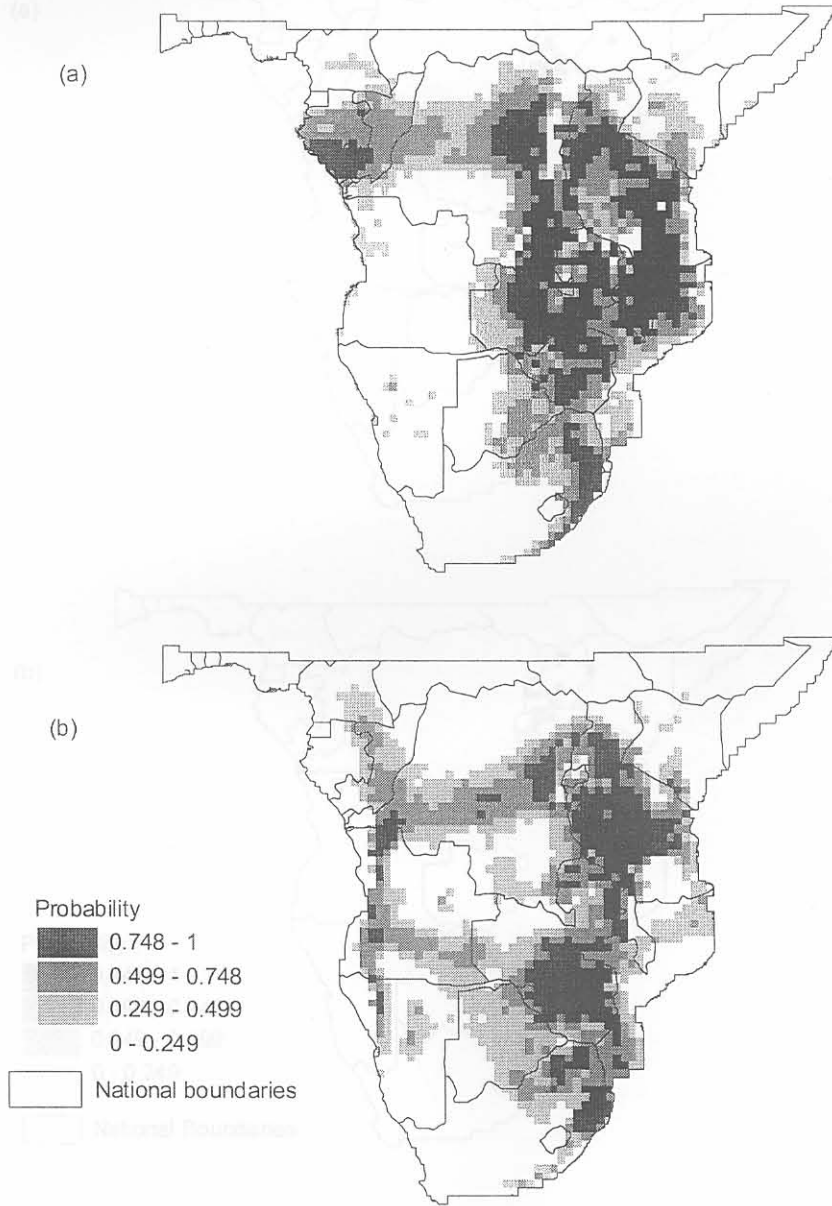 (a)
(b)
Probability
0.748 - 1
0.499 - 0.748
0.249 - 0.499
0 - 0.249
National boundaries